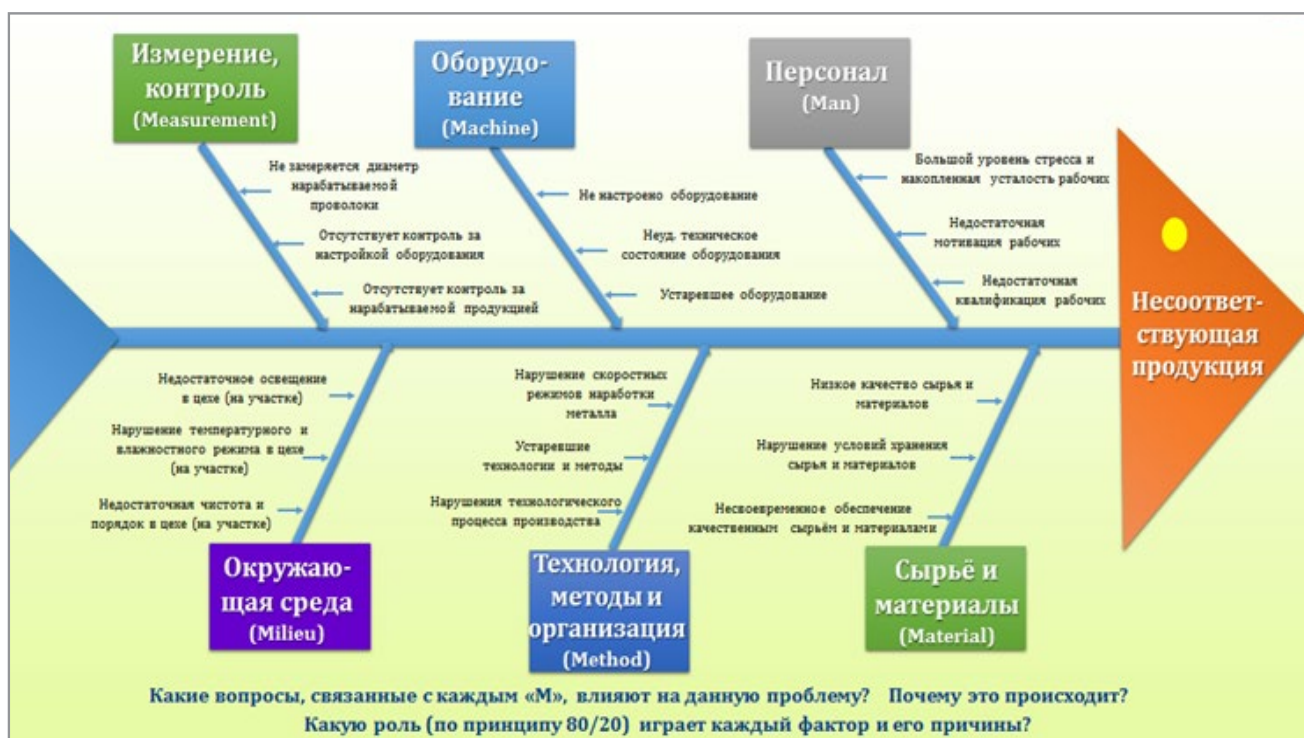 Измерение,
контроль
(Measurement)
Оборудо-
вание
(Machine)
Персонал
(Man)
Не замеряется диаметр
нарабатываемой
проволоки
Отсутствует контроль за
настройкой оборудования
Отсутствует контроль за
нарабатываемой продукцией
Не настроено оборудование
Неуд. техническое
состояние оборудования
Устаревшее оборудование
Большой уровень стресса и
накопленная усталость рабочих
Недостаточная
мотивация рабочих
Недостаточная
квалификация рабочих
Несоответ-
ствующая
продукция
Недостаточное освещение
в цехе (на участке)
Нарушение температурного и
влажностного режима в цехе
(на участке)
Недостаточная чистота и
порядок в цехе (на участке)
Нарушение скоростных
режимов наработки
металла
Устаревшие
технологии и методы
Нарушения технологического
процесса производства
Низкое качество сырья и
материалов
Нарушение условий хранения
сырья и материалов
Несвоевременное обеспечение
качественным сырьём и материалами
Окружаю-
щая среда
(Milieu)
Технология,
методы и
организация
(Method)
Сырьё и
материалы
(Material)
Какие вопросы, связанные с каждым «М», влияют на данную проблему? Почему это происходит?
Какую роль (по принципу 80/20) играет каждый фактор и его причины?